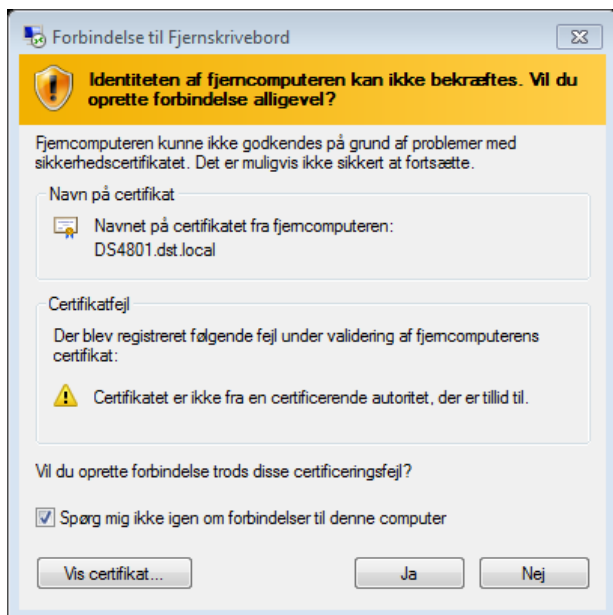 Forbindelse til Fjernskrivebord
Identiteten af fjerncomputeren kan ikke bekræftes. Vil du
oprette forbindelse alligevel?
Fjerncomputeren kunne ikke godkendes på grund af problemer med
sikkerhedscertifikatet. Det er muligvis ikke sikkert at fortsætte.
Navn på certifikat
Navnet på certifikatet fra fjerncomputeren:
DS4801.dst.local
Certifikatfejl
Der blev registreret følgende fejl under validering af fjerncomputerens
certifikat:
Certifikatet er ikke fra en certificerende autoritet, der er tillid til.
Vil du oprette forbindelse trods disse certificeringsfejl?
Spørg mig ikke igen om forbindelser til denne computer
Vis certifikat... Ja Nej